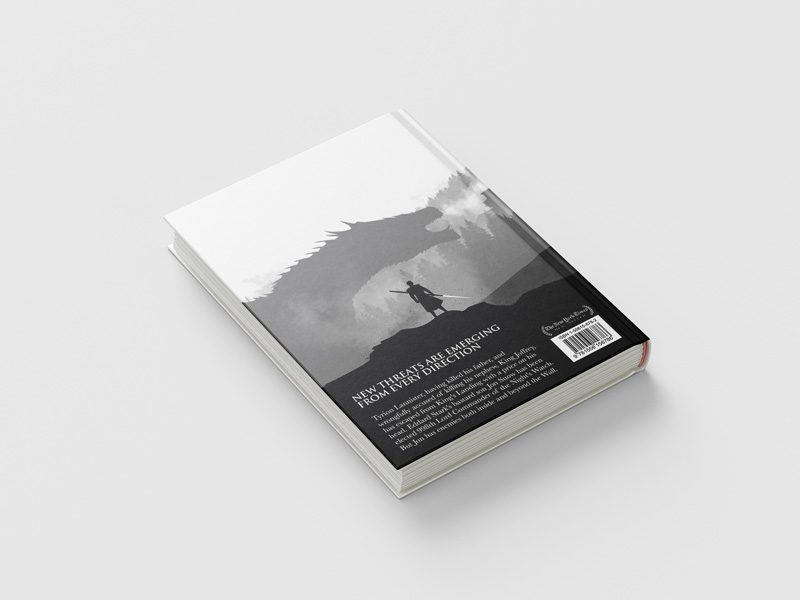 NEW THREATS ARE EMERGING
FROM EVERY DIRECTION
Tyrion Lannister, having killed his father, and
wrongfully accused of killing his nephew, King Joffrey,
has escaped from King's Landing with a price on his
head. Eddard Stark's bastard son Jon Snow has been
elected 998th Lord Commander of the Night's Watch.
But Jon has enemies both inside and beyond the Wall.
The New York Times